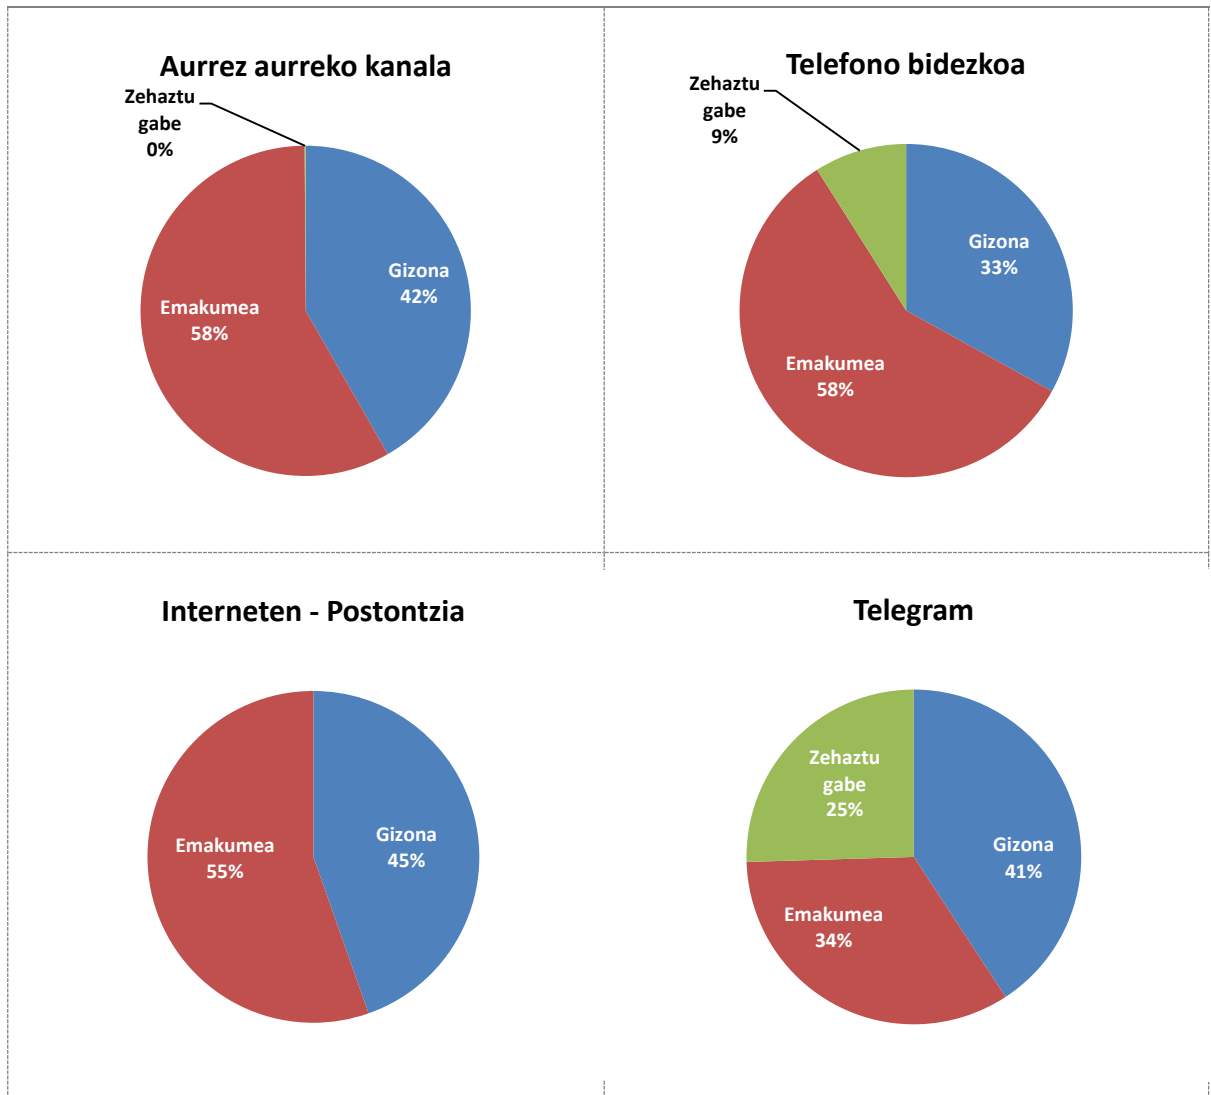 Aurrez aurreko kanala
Zehaztu
gabe
0%
Gizona
42%
Emakumea
58%
Telefono bidezkoa
Zehaztu
gabe
9%
Gizona
33%
Emakumea
58%
Interneten - Postontzia
Emakumea
55%
Gizona
45%
Telegram
Zehaztu
gabe
25%
Gizona
41%
Emakumea
34%